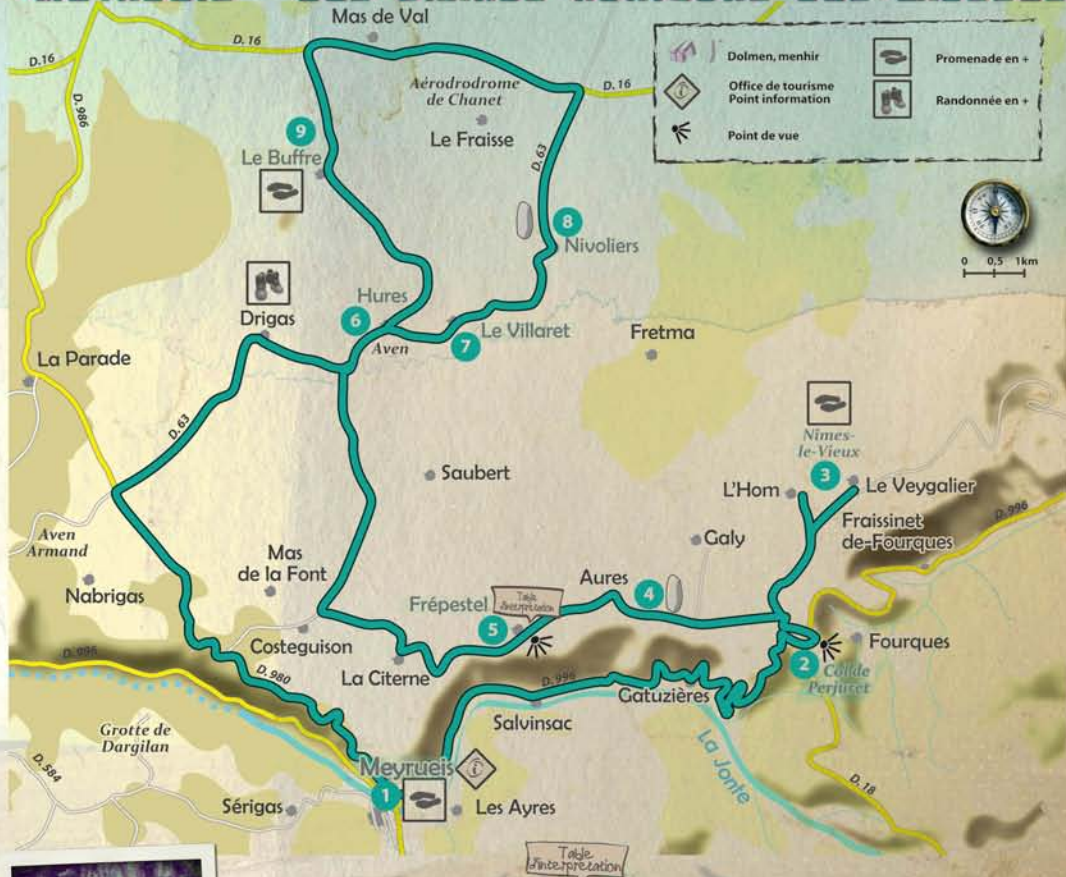 Mas de Val
D. 16
D.16
D. 986
D. 16
Aérodrodrome
de Chanet
Le Fraisse
D. 63
9
Le Buffre
8
Nivoliers
Dolmen, menhir
Office de tourisme
Point information
Point de vue
Promenade en +
Randonnée en +
0 0,5 1km
Hures
6
Aven
7
Le Villaret
Drigas
Fretma
La Parade
D. 63
Saubert
Nîmes-
le-Vieux
3
L'Hom
Le Veygalier
Fraissinet
de-Fourques
D. 996
Aven
Armand
Nabrigas
Mas
de la Font
Galy
Aures
4
Table
d'interprétation
Frépestel
5
Costeguison
La Citerne
Fourques
2
Col de
Perjuret
D. 996
D. 980
D. 996
Gatuzières
Salvinsac
La Jonte
Grotte de
Dargilan
D. 584
Meyrueis
1
Sérigas
Les Ayres
D. 18
Table
d'interprétation